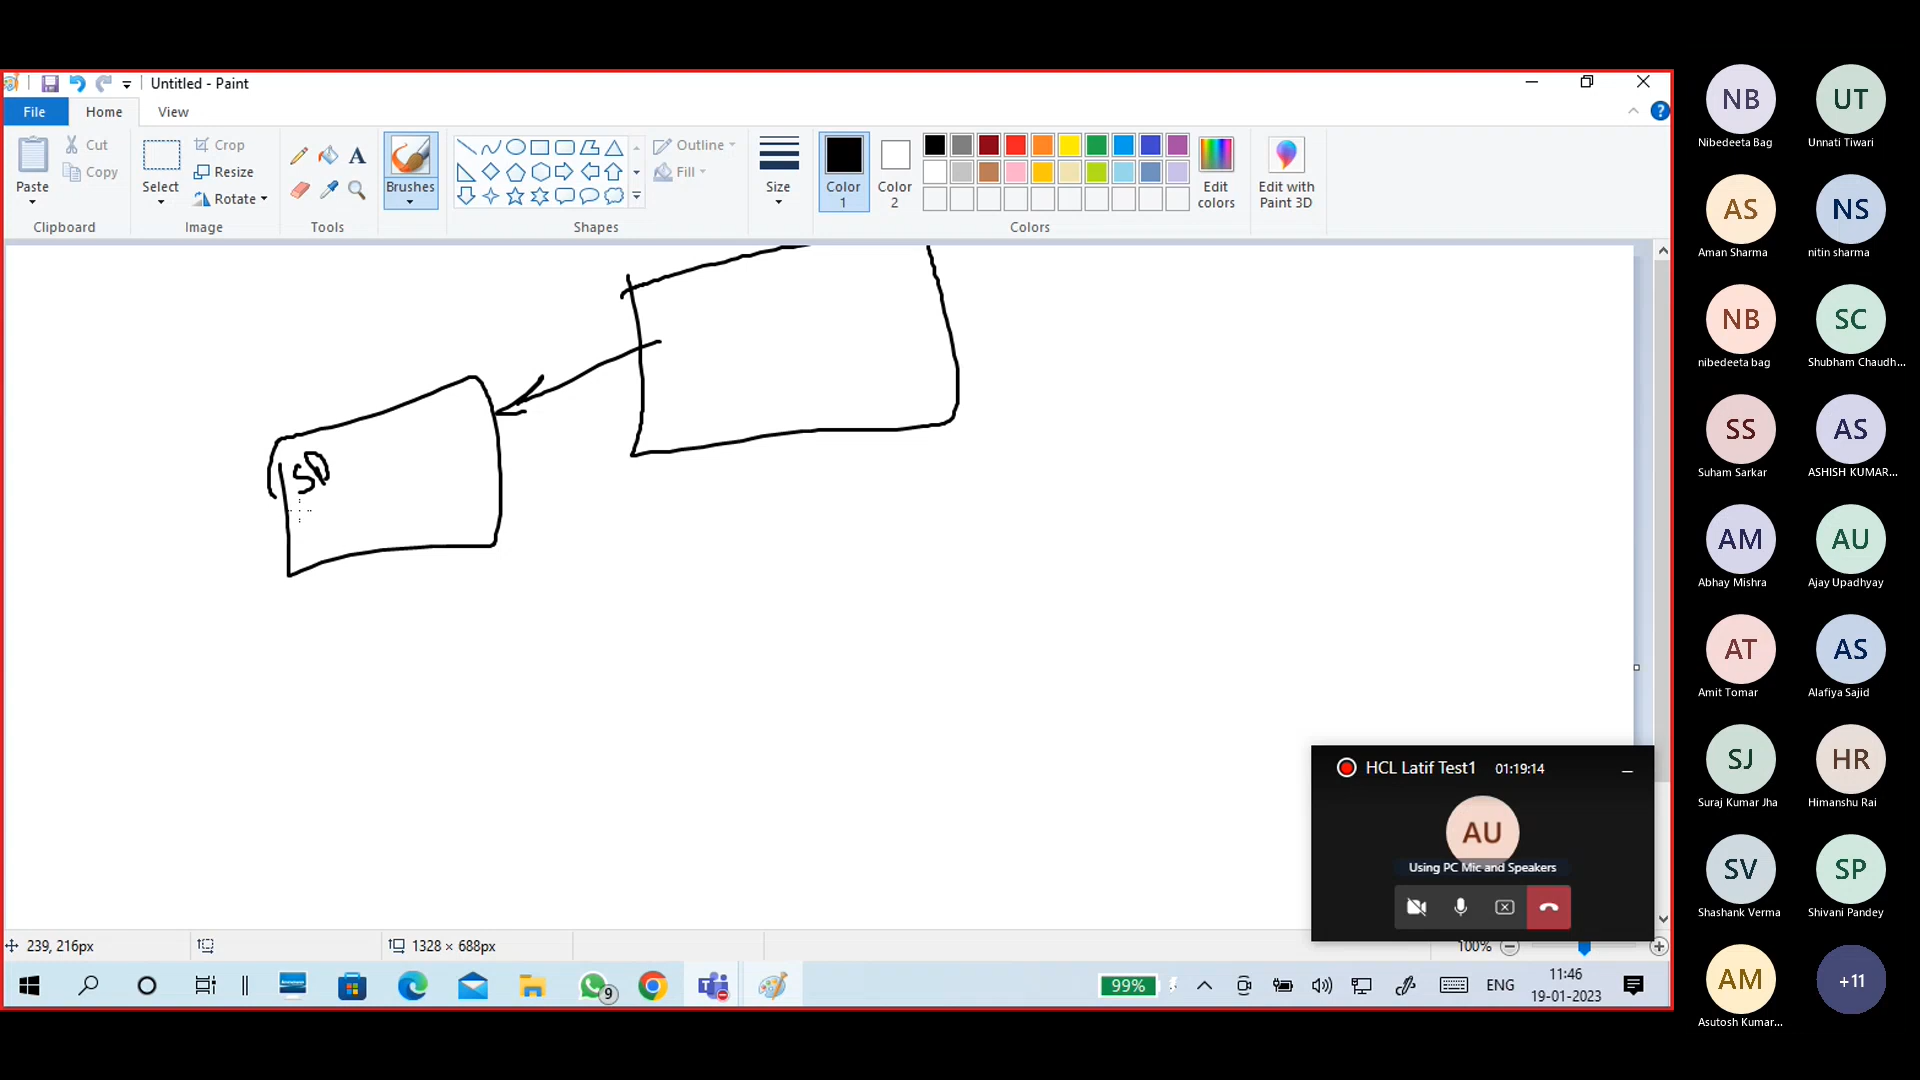 Untitled - Paint
File Home View
Paste
Cut
Copy
Clipboard
Select
Crop
Resize
Rotate
Image
A
Tools
Brushes
Shapes
Outline
Fill
Size
Color 1
Color 2
Edit colors
Edit with Paint 3D
Colors
SD
HCL Latif Test1 01:19:14
AU
Using PC Mic and Speakers
239, 216px
1328 × 688px
100%
9
99%
ENG
11:46
19-01-2023
NB UT
Nibedeeta Bag Unnati Tiwari
AS NS
Aman Sharma nitin sharma
NB SC
nibedeeta bag Shubham Chaudh...
SS AS
Suham Sarkar ASHISH KUMAR...
AM AU
Abhay Mishra Ajay Upadhyay
AT AS
Amit Tomar Alafiya Sajid
SJ HR
Suraj Kumar Jha Himanshu Rai
SV SP
Shashank Verma Shivani Pandey
AM +11
Asutosh Kumar...